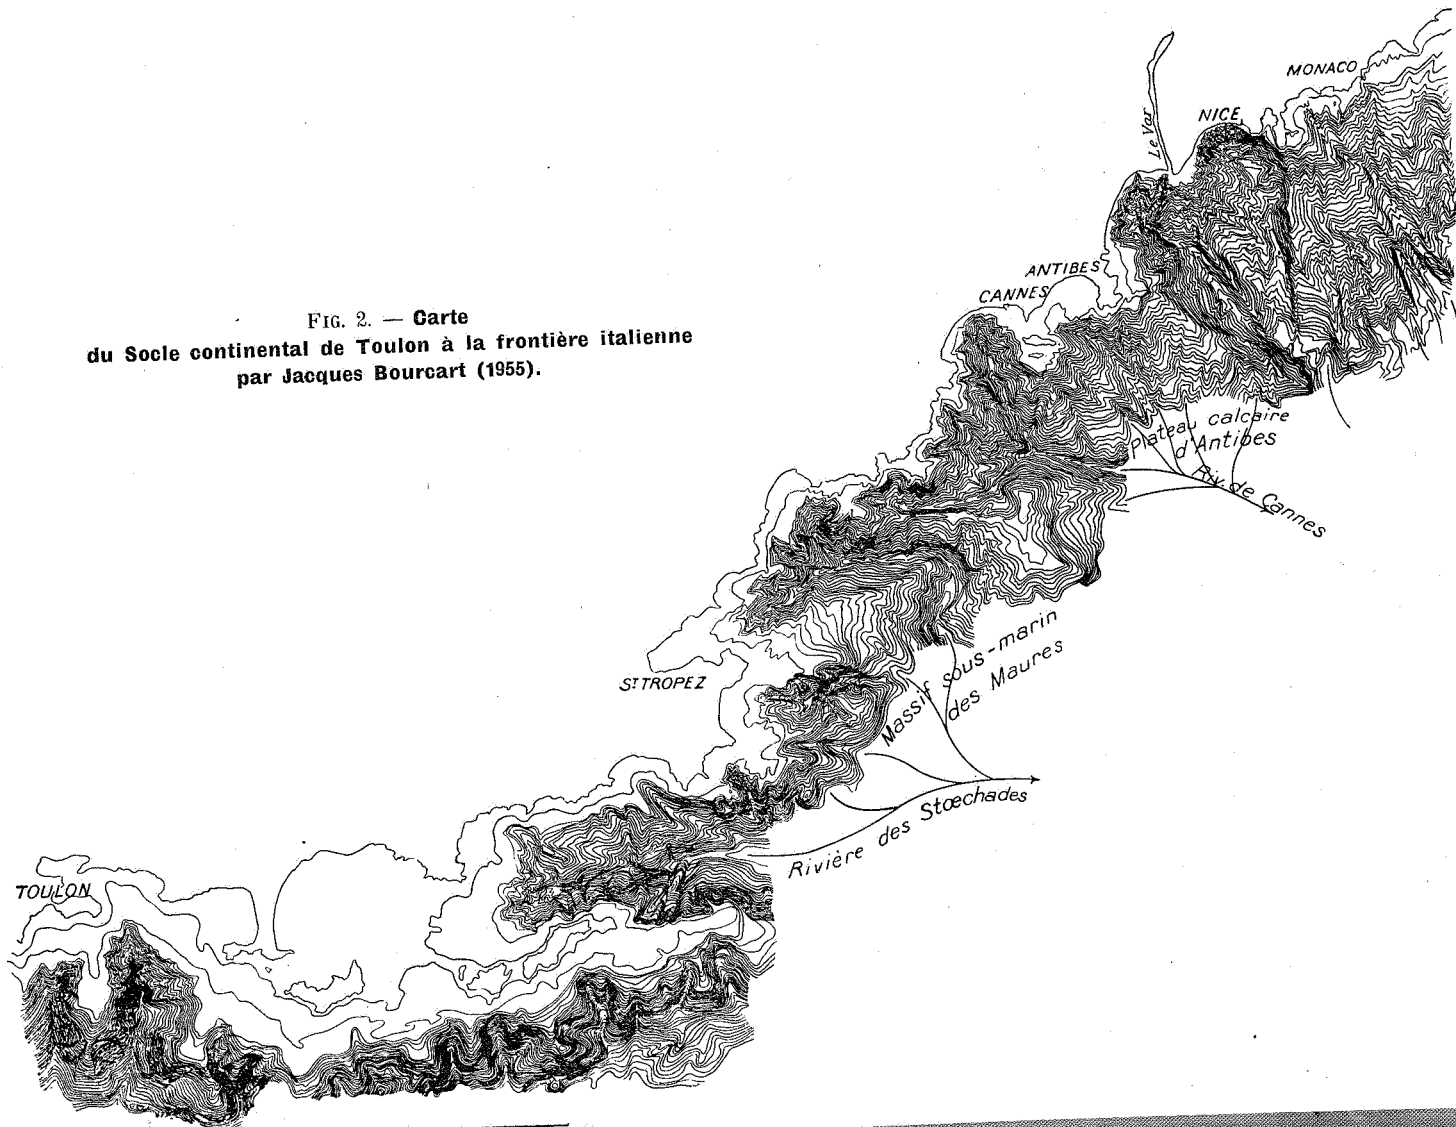 FIG. 2. — Carte
du Socle continental de Toulon à la frontière italienne
par Jacques Bourcart (1955).
MONACO
NICE
Le Var
ANTIBES
CANNES
Plateau calcaire
d'Antibes
Riv. de Cannes
Massif sous-marin
des Maures
ST TROPEZ
Rivière des Stœchades
TOULON